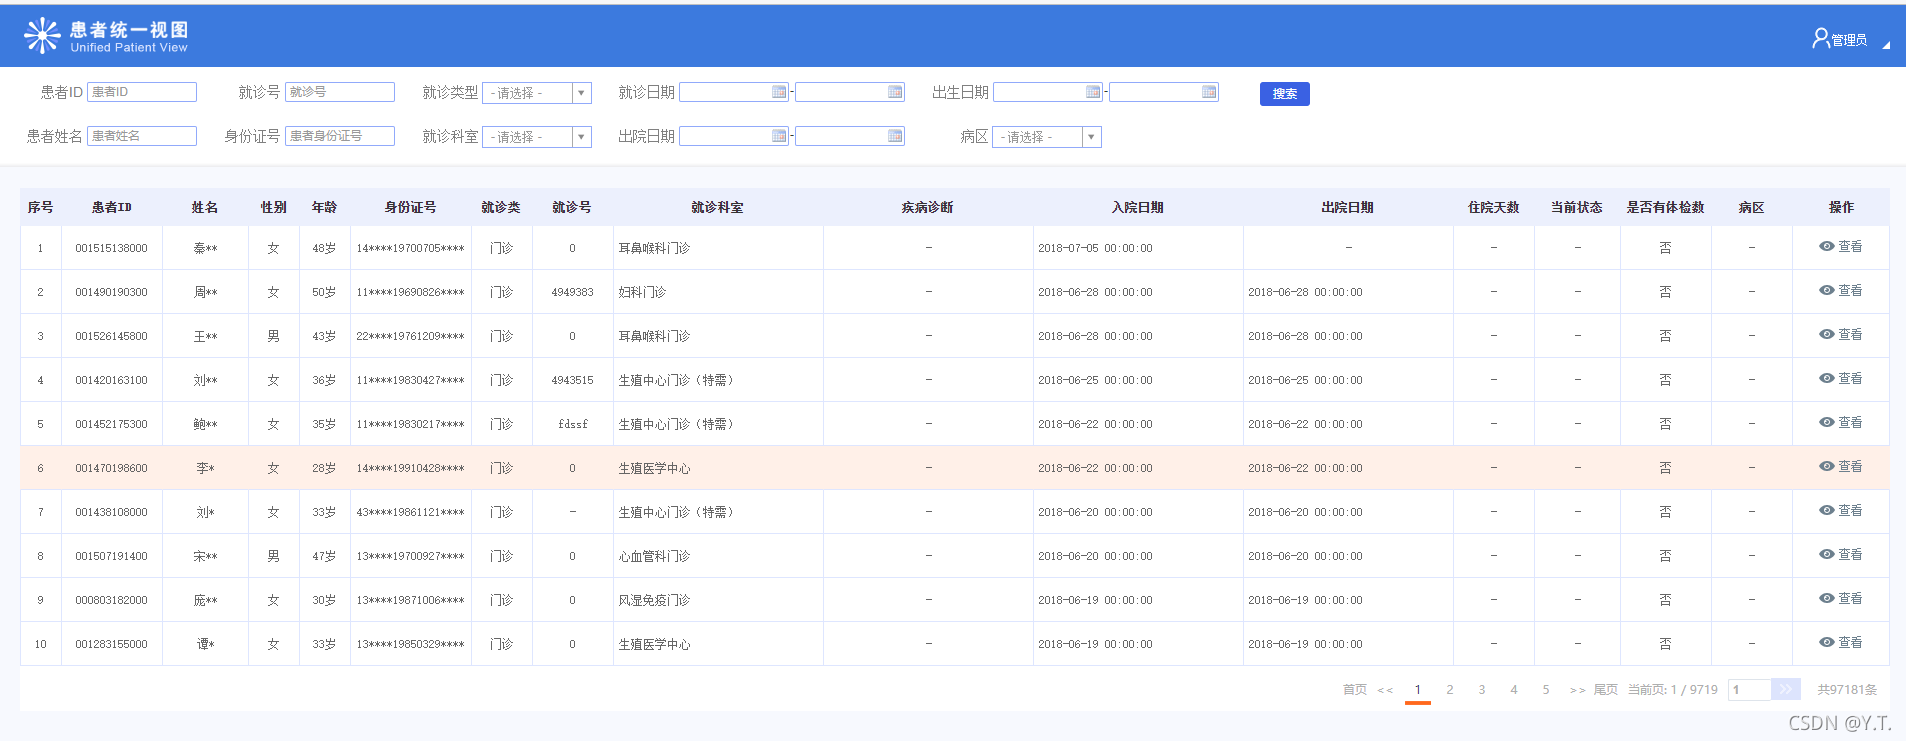 患者统一视图
Unified Patient View
管理员
患者ID 患者ID 就诊号 就诊号 就诊类型 - 请选择 - 就诊日期 - 出生日期 - 搜索
患者姓名 患者姓名 身份证号 患者身份证号 就诊科室 - 请选择 - 出院日期 - 病区 - 请选择 -
序号 患者ID 姓名 性别 年龄 身份证号 就诊类 就诊号 就诊科室 疾病诊断 入院日期 出院日期 住院天数 当前状态 是否有体检数 病区 操作
1 001515138000 秦** 女 48岁 14****19700705**** 门诊 0 耳鼻喉科门诊 - 2018-07-05 00:00:00 - - - 否 - 查看
2 001490190300 周** 女 50岁 11****19690826**** 门诊 4949383 妇科门诊 - 2018-06-28 00:00:00 2018-06-28 00:00:00 - - 否 - 查看
3 001526145800 王** 男 43岁 22****19761209**** 门诊 0 耳鼻喉科门诊 - 2018-06-28 00:00:00 2018-06-28 00:00:00 - - 否 - 查看
4 001420163100 刘** 女 36岁 11****19830427**** 门诊 4943515 生殖中心门诊（特需） - 2018-06-25 00:00:00 2018-06-25 00:00:00 - - 否 - 查看
5 001452175300 鲍** 女 35岁 11****19830217**** 门诊 fdssf 生殖中心门诊（特需） - 2018-06-22 00:00:00 2018-06-22 00:00:00 - - 否 - 查看
6 001470198600 李* 女 28岁 14****19910428**** 门诊 0 生殖医学中心 - 2018-06-22 00:00:00 2018-06-22 00:00:00 - - 否 - 查看
7 001438108000 刘* 女 33岁 43****19861121**** 门诊 - 生殖中心门诊（特需） - 2018-06-20 00:00:00 2018-06-20 00:00:00 - - 否 - 查看
8 001507191400 宋** 男 47岁 13****19700927**** 门诊 0 心血管科门诊 - 2018-06-20 00:00:00 2018-06-20 00:00:00 - - 否 - 查看
9 000803182000 庞** 女 30岁 13****19871006**** 门诊 0 风湿免疫门诊 - 2018-06-19 00:00:00 2018-06-19 00:00:00 - - 否 - 查看
10 001283155000 谭* 女 33岁 13****19850329**** 门诊 0 生殖医学中心 - 2018-06-19 00:00:00 2018-06-19 00:00:00 - - 否 - 查看
首页 << 1 2 3 4 5 >> 尾页 当前页: 1 / 9719 1 >> 共97181条
CSDN @Y.T.